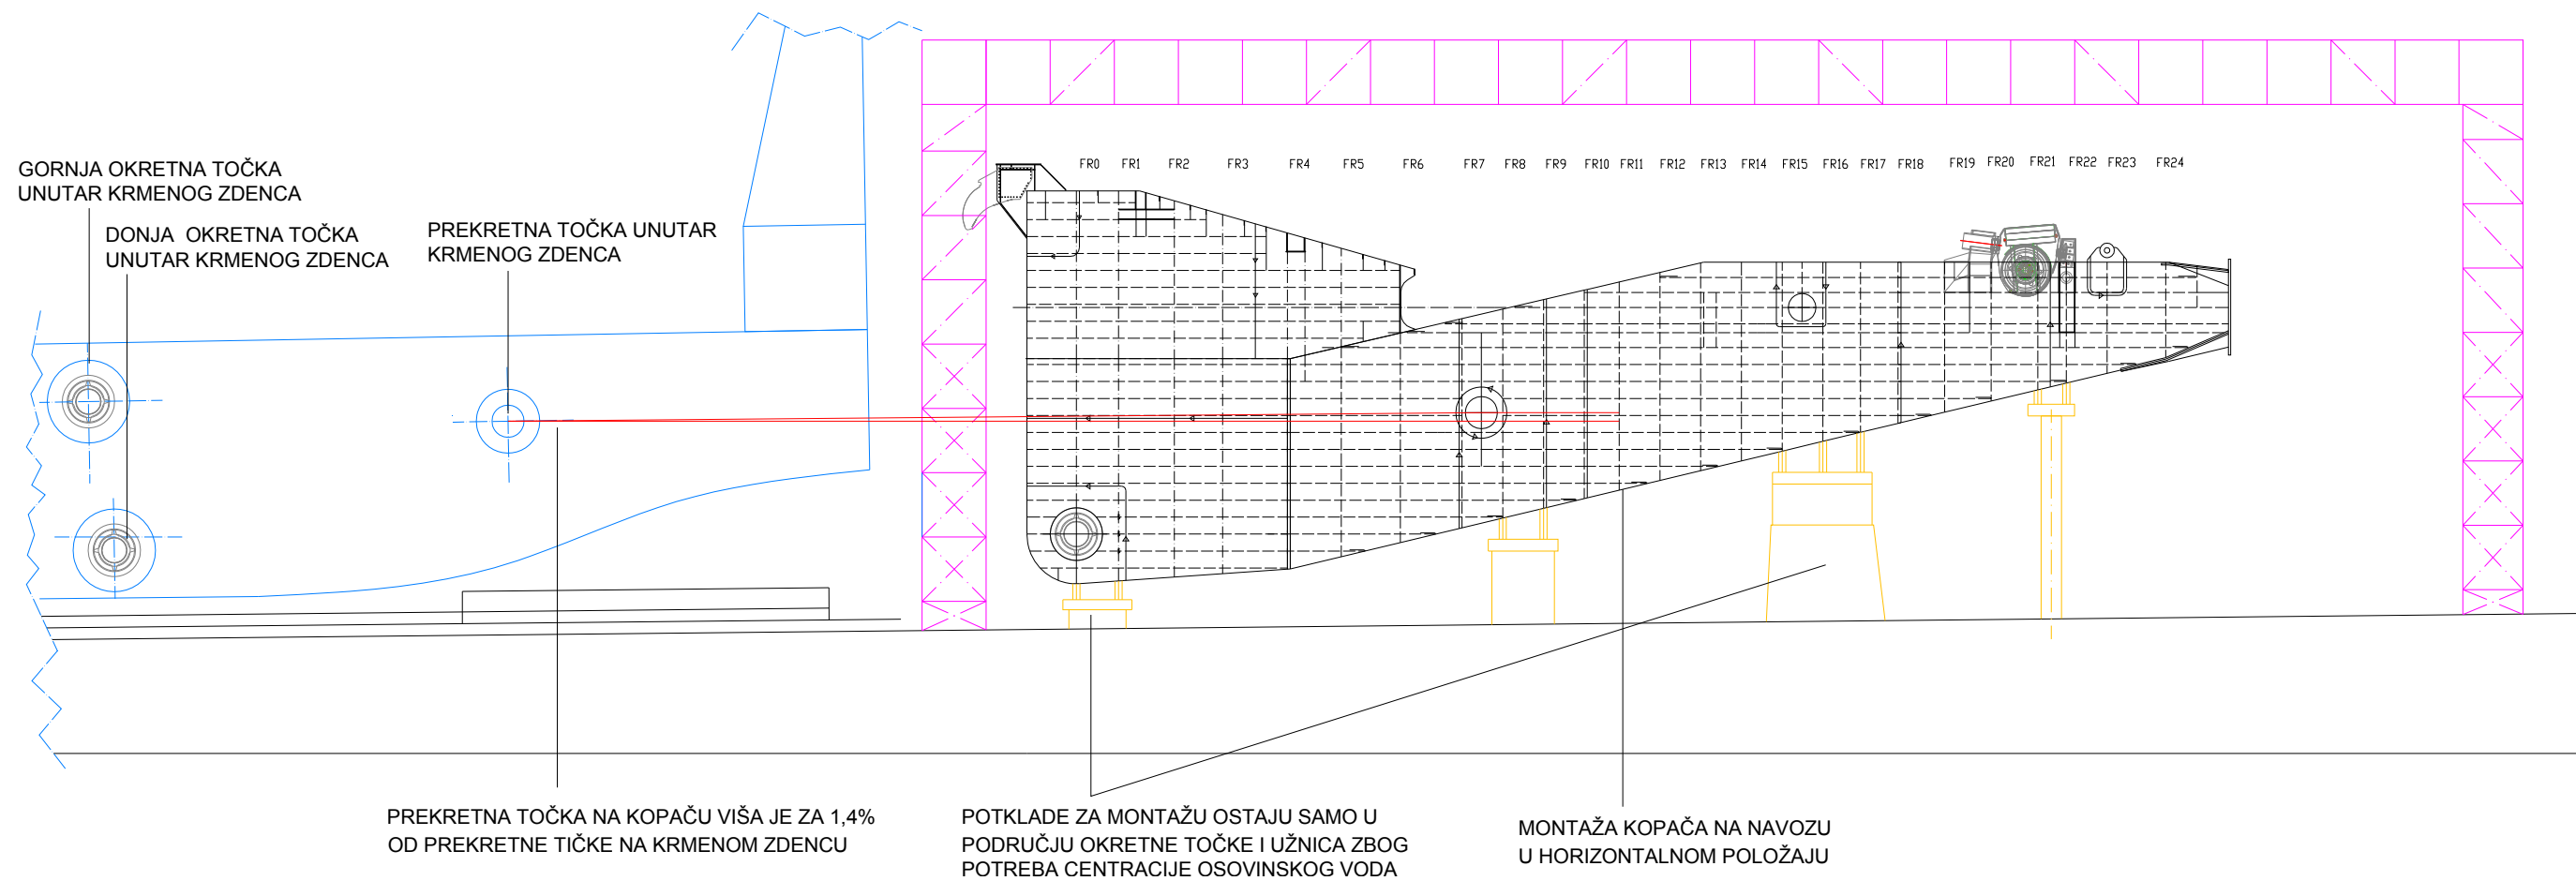 GORNJA OKRETNA TOČKA
UNUTAR KRMENOG ZDENCA
DONJA OKRETNA TOČKA
UNUTAR KRMENOG ZDENCA
PREKRETNA TOČKA UNUTAR
KRMENOG ZDENCA
FR0 FR1 FR2 FR3 FR4 FR5 FR6 FR7 FR8 FR9 FR10 FR11 FR12 FR13 FR14 FR15 FR16 FR17 FR18 FR19 FR20 FR21 FR22 FR23 FR24
PREKRETNA TOČKA NA KOPAČU VIŠA JE ZA 1,4%
OD PREKRETNE TIČKE NA KRMENOM ZDENCU
POTKLADE ZA MONTAŽU OSTAJU SAMO U
PODRUČJU OKRETNE TOČKE I UŽNICA ZBOG
POTREBA CENTRACIJE OSOVINSKOG VODA
MONTAŽA KOPAČA NA NAVOZU
U HORIZONTALNOM POLOŽAJU